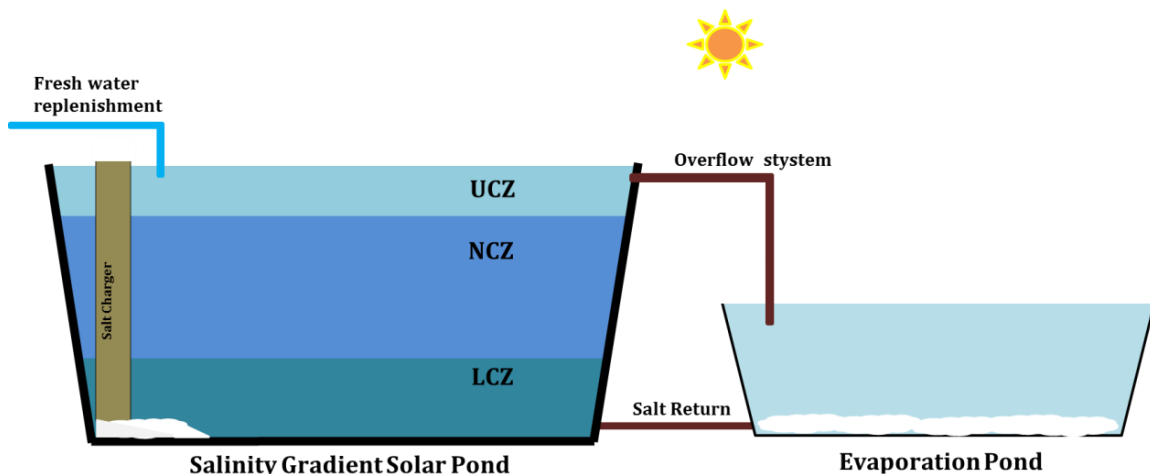 Fresh water
replenishment
Overflow stystem
UCZ
NCZ
Salt Charger
LCZ
Salt Return
Salinity Gradient Solar Pond
Evaporation Pond